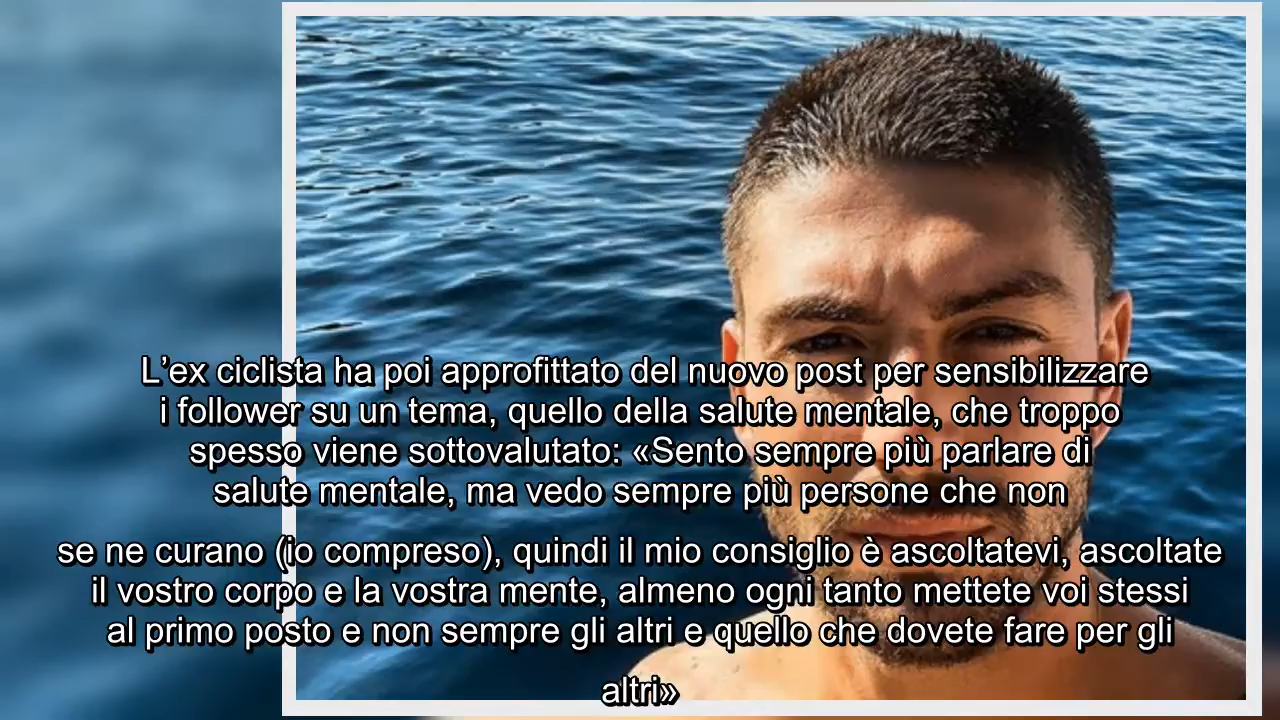 L’ex ciclista ha poi approfittato del nuovo post per sensibilizzare
i follower su un tema, quello della salute mentale, che troppo
spesso viene sottovalutato: «Sento sempre più parlare di
salute mentale, ma vedo sempre più persone che non
se ne curano (io compreso), quindi il mio consiglio è ascoltatevi, ascoltate
il vostro corpo e la vostra mente, almeno ogni tanto mettete voi stessi
al primo posto e non sempre gli altri e quello che dovete fare per gli
altri»